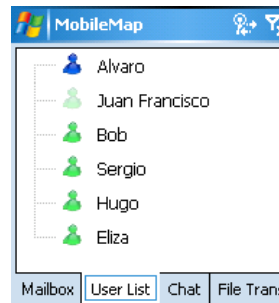 MobileMap
Alvaro
Juan Francisco
Bob
Sergio
Hugo
Eliza
Mailbox User List Chat File Trans